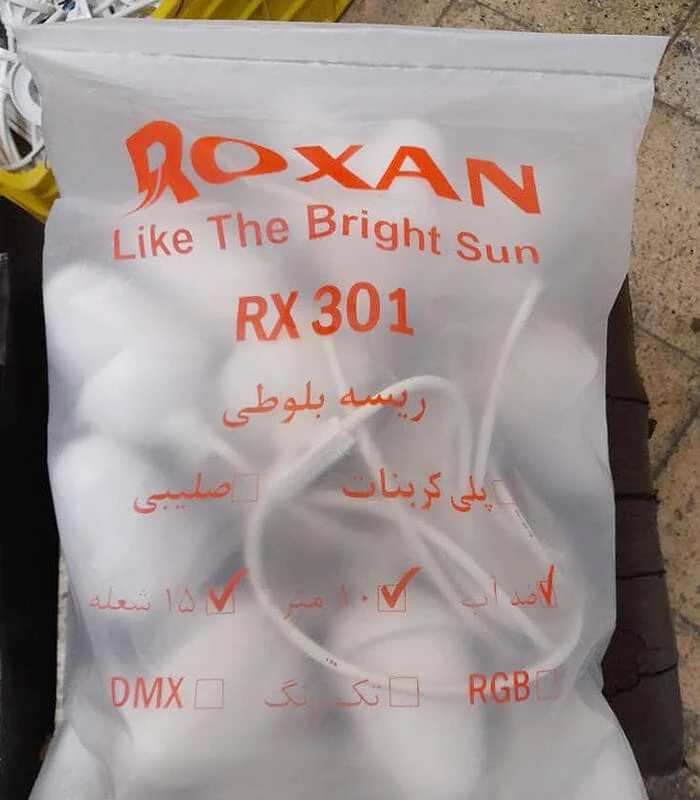 ROXAN
Like The Bright Sun
RX 301
ریسه بلوطی
پلی کربنات صلیبی
ضد آب ۱۰ متر ۱۵ شعله
RGB تک رنگ DMX